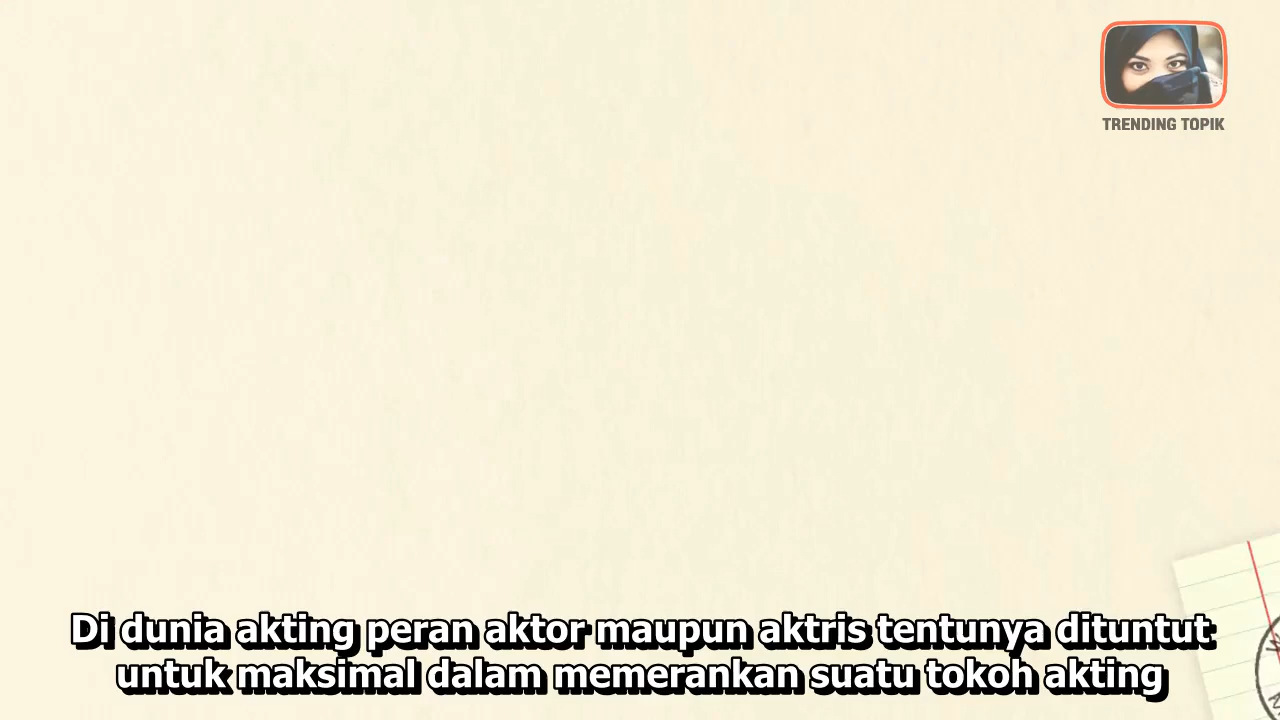 TRENDING TOPIK
Di dunia akting peran aktor maupun aktris tentunya dituntut
untuk maksimal dalam memerankan suatu tokoh akting